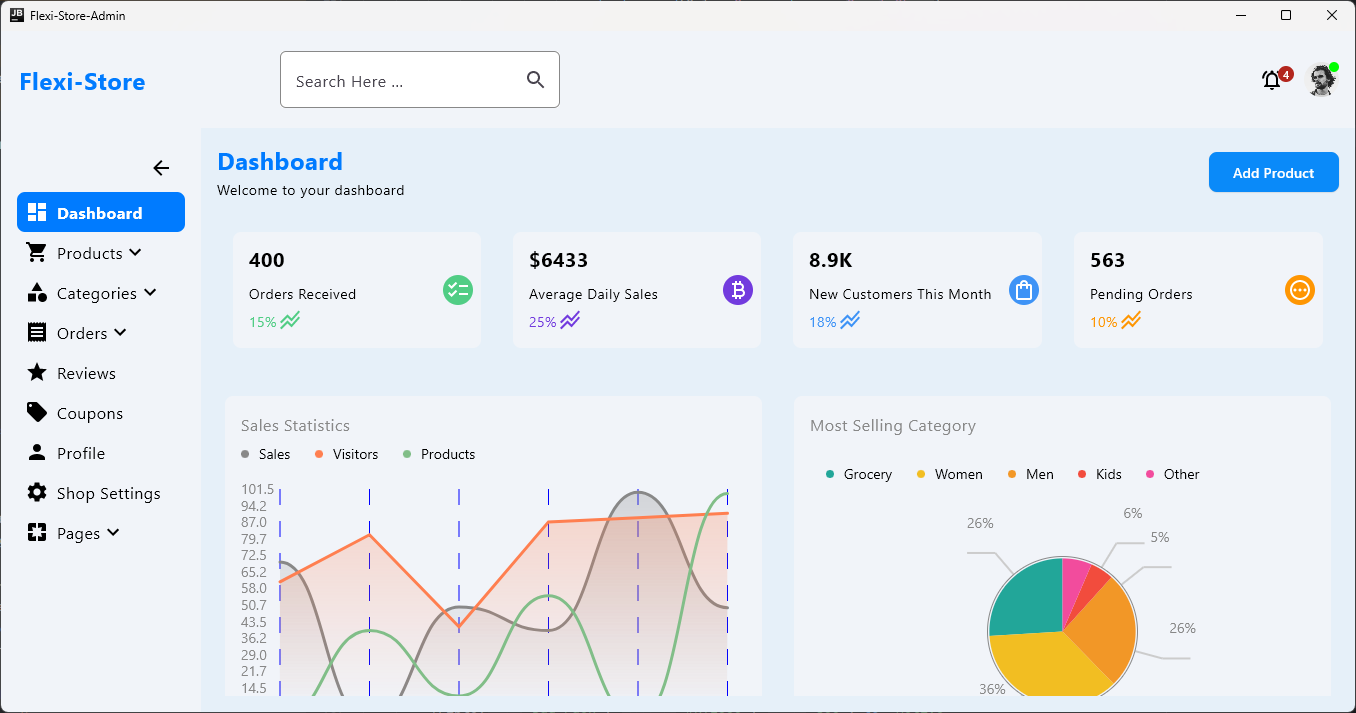 JB Flexi-Store-Admin
Flexi-Store
Search Here ...
4
Dashboard
Products
Categories
Orders
Reviews
Coupons
Profile
Shop Settings
Pages
Dashboard
Welcome to your dashboard
Add Product
400
Orders Received
15%
$6433
Average Daily Sales
25%
8.9K
New Customers This Month
18%
563
Pending Orders
10%
Sales Statistics
Sales Visitors Products
101.5
94.2
87.0
79.7
72.5
65.2
58.0
50.7
43.5
36.2
29.0
21.7
14.5
Most Selling Category
Grocery Women Men Kids Other
6%
26%
5%
26%
36%